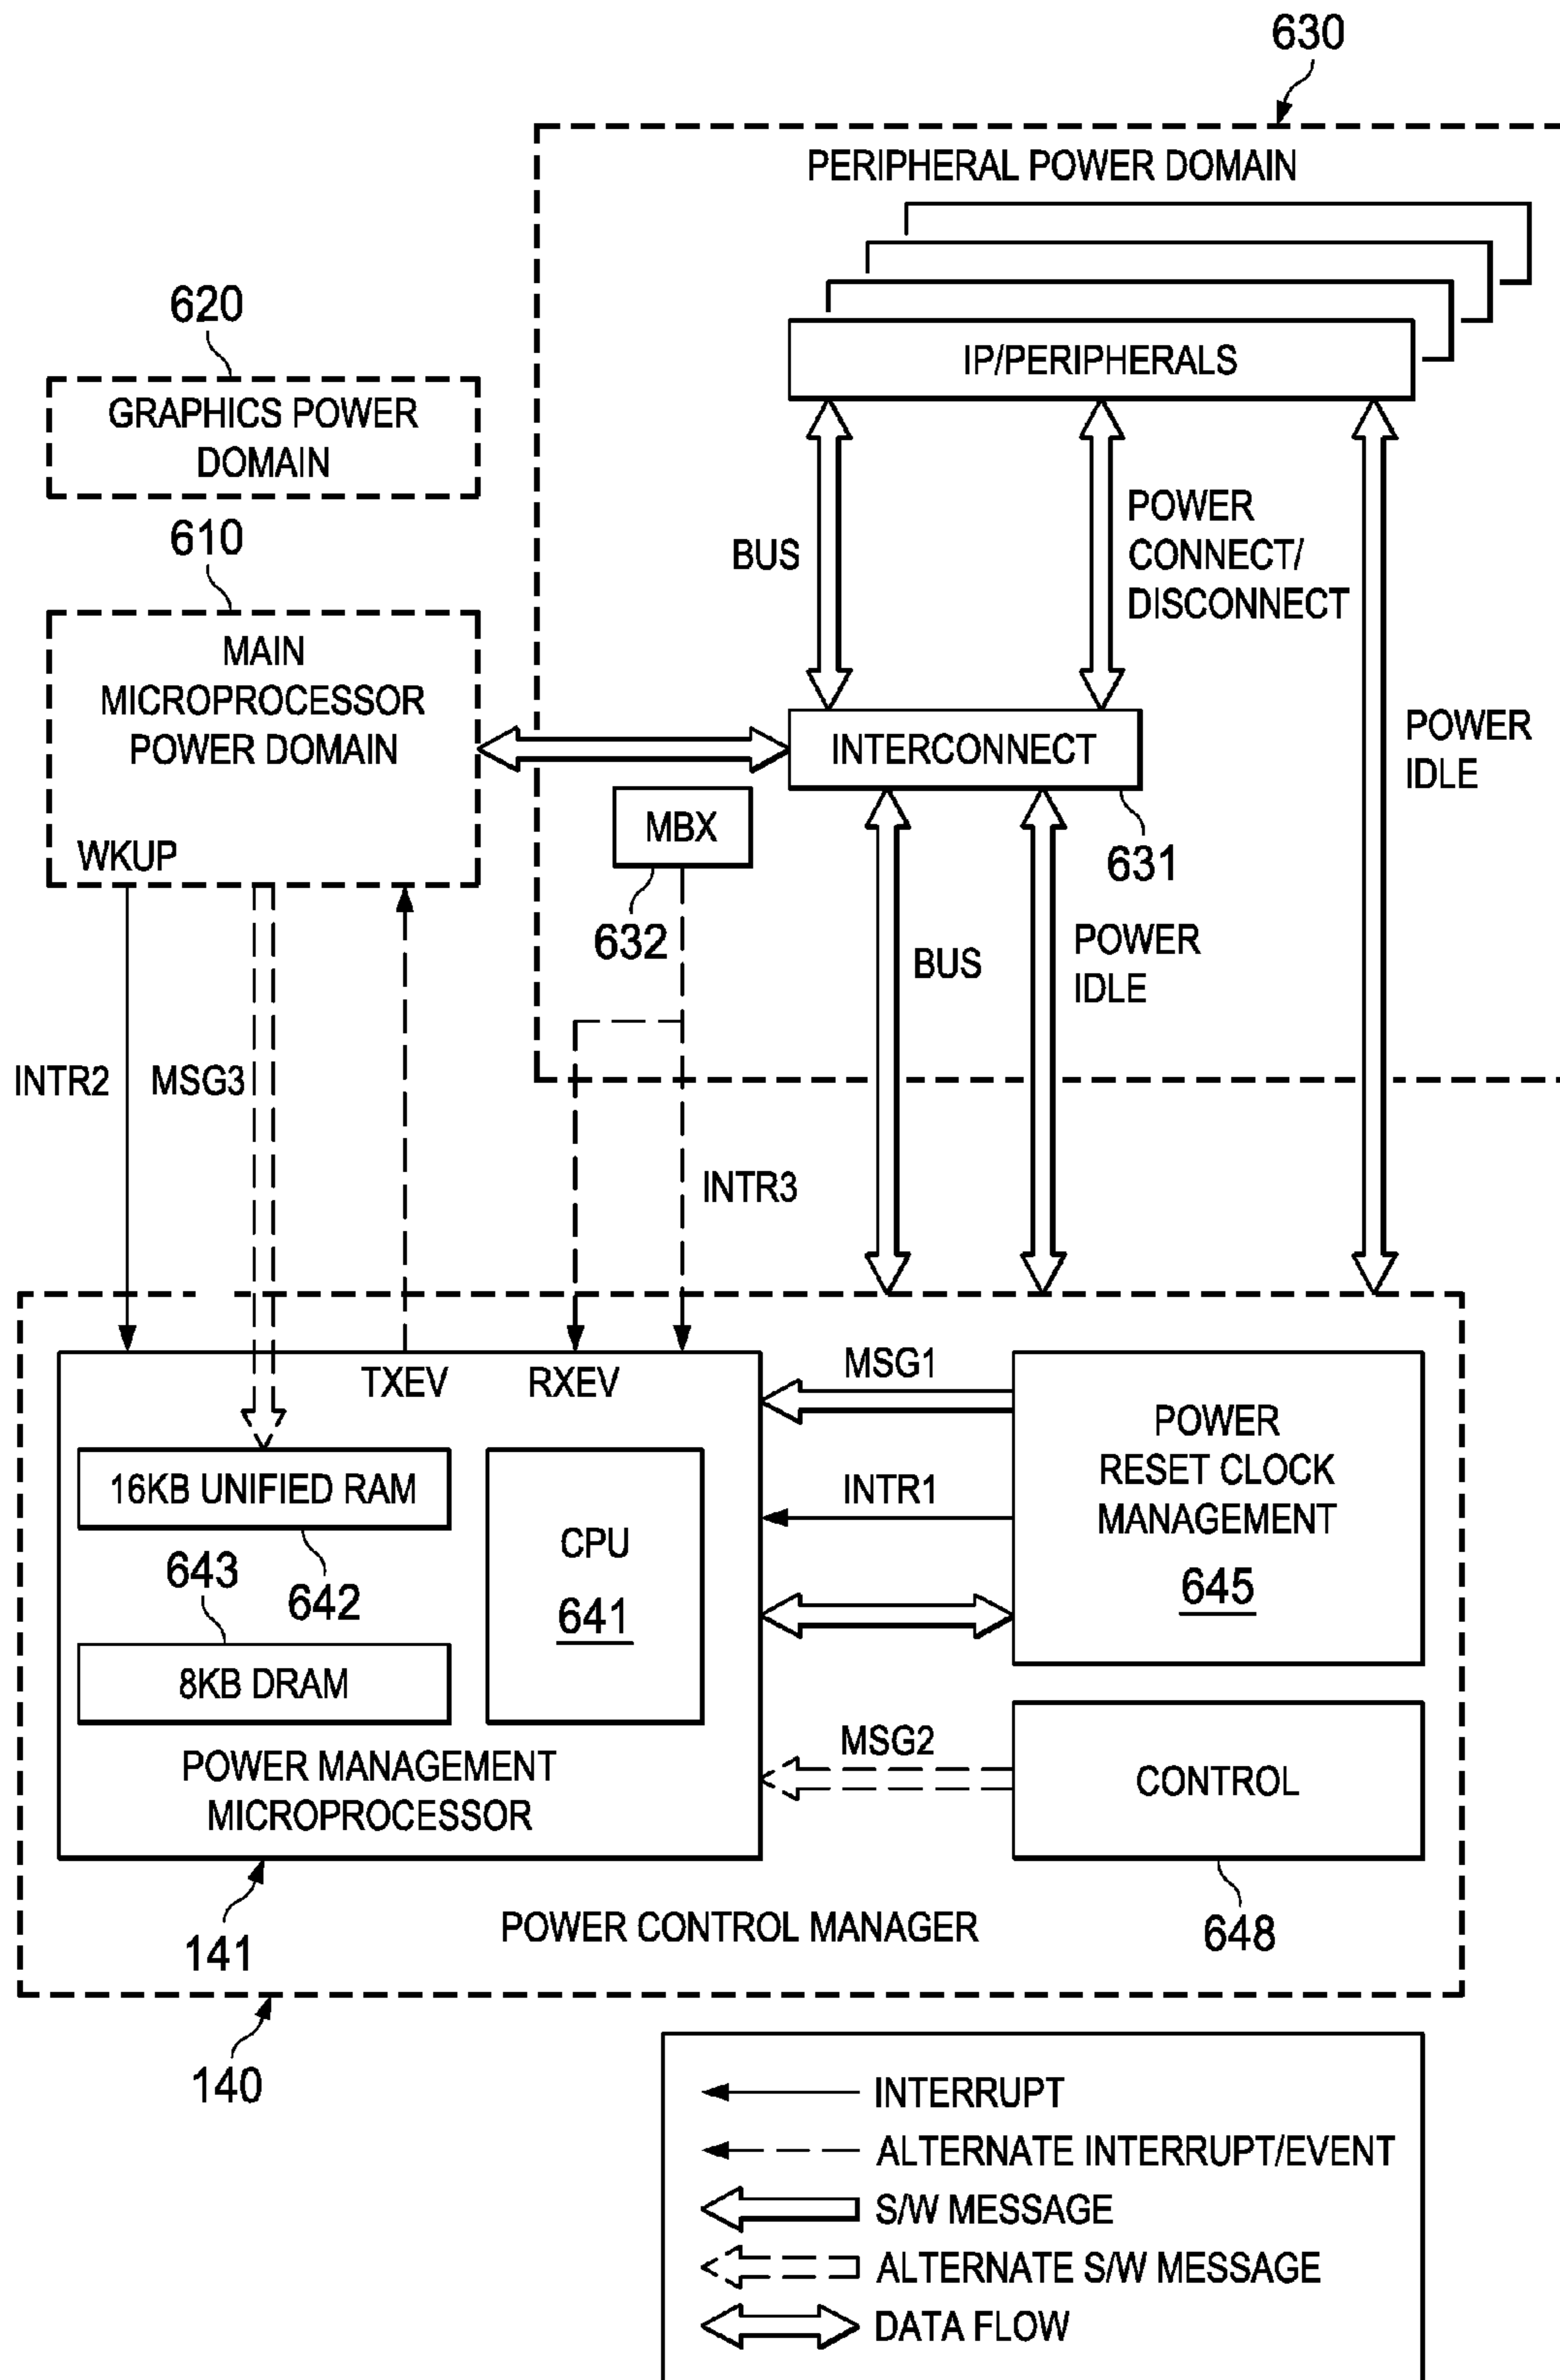 630
PERIPHERAL POWER DOMAIN
620
IP/PERIPHERALS
GRAPHICS POWER
DOMAIN
610
BUS
POWER
CONNECT/
DISCONNECT
MAIN
MICROPROCESSOR
POWER DOMAIN
INTERCONNECT
POWER
IDLE
MBX
WKUP
631
632
BUS
POWER
IDLE
INTR2
MSG3
INTR3
TXEV
RXEV
MSG1
POWER
RESET CLOCK
MANAGEMENT
645
16KB UNIFIED RAM
INTR1
CPU
641
643
642
8KB DRAM
MSG2
POWER MANAGEMENT
MICROPROCESSOR
CONTROL
141
POWER CONTROL MANAGER
648
140
INTERRUPT
ALTERNATE INTERRUPT/EVENT
S/W MESSAGE
ALTERNATE S/W MESSAGE
DATA FLOW